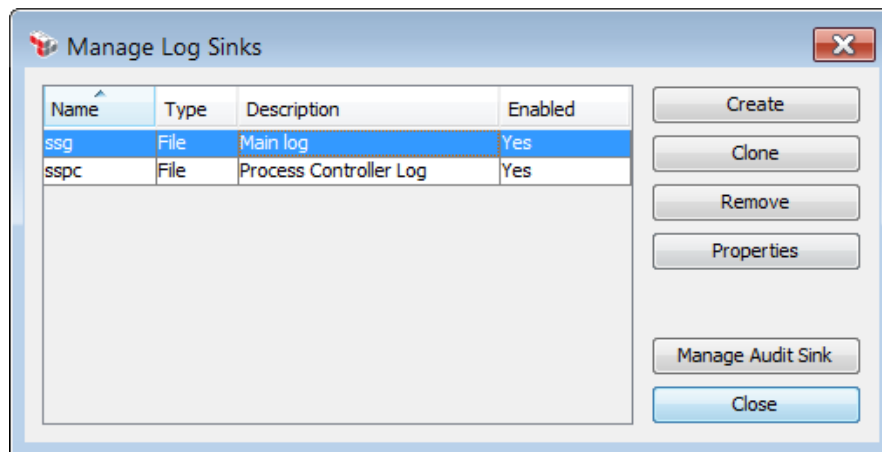 Manage Log Sinks
Name Type Description Enabled
ssg File Main log Yes
sspc File Process Controller Log Yes
Create
Clone
Remove
Properties
Manage Audit Sink
Close